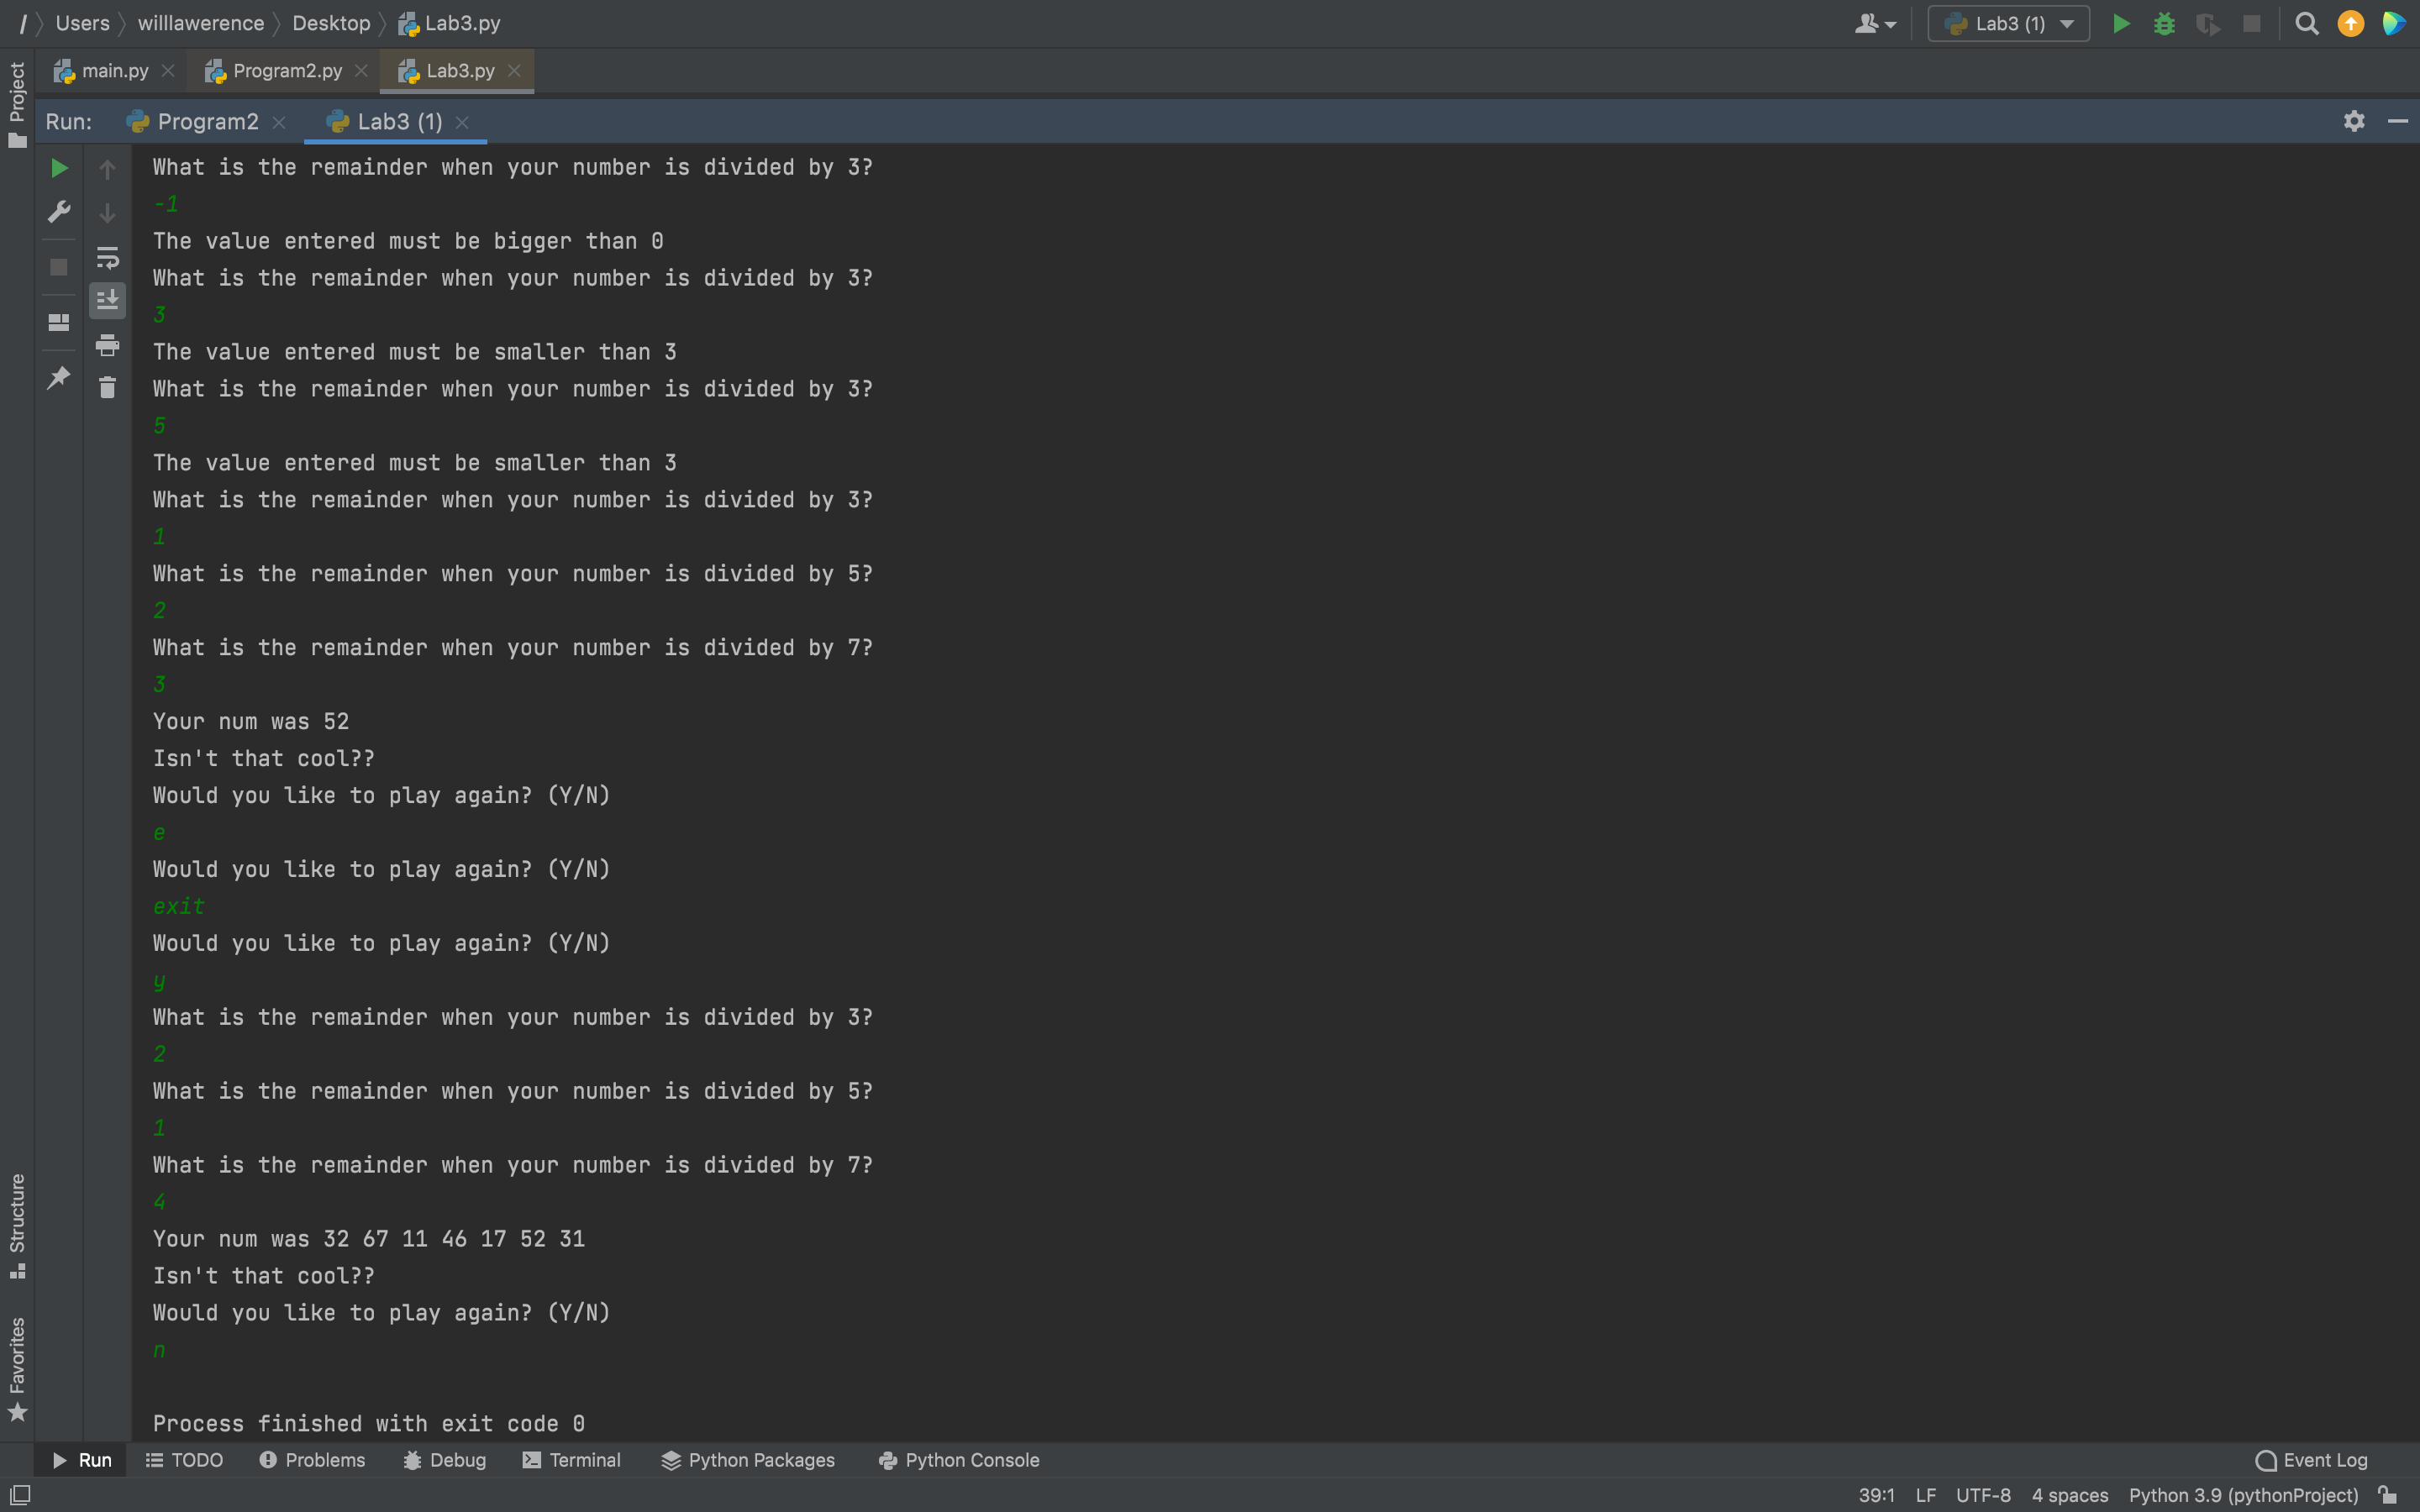 / Users willlawerence Desktop Lab3.py Lab3 (1)
main.py Program2.py Lab3.py
Project
Run: Program2 Lab3 (1)
What is the remainder when your number is divided by 3?
-1
The value entered must be bigger than 0
What is the remainder when your number is divided by 3?
3
The value entered must be smaller than 3
What is the remainder when your number is divided by 3?
5
The value entered must be smaller than 3
What is the remainder when your number is divided by 3?
1
What is the remainder when your number is divided by 5?
2
What is the remainder when your number is divided by 7?
3
Your num was 52
Isn't that cool??
Would you like to play again? (Y/N)
e
Would you like to play again? (Y/N)
exit
Would you like to play again? (Y/N)
y
What is the remainder when your number is divided by 3?
2
What is the remainder when your number is divided by 5?
1
What is the remainder when your number is divided by 7?
4
Your num was 32 67 11 46 17 52 31
Isn't that cool??
Would you like to play again? (Y/N)
n
Process finished with exit code 0
Structure
Favorites
Run TODO Problems Debug Terminal Python Packages Python Console Event Log
39:1 LF UTF-8 4 spaces Python 3.9 (pythonProject)